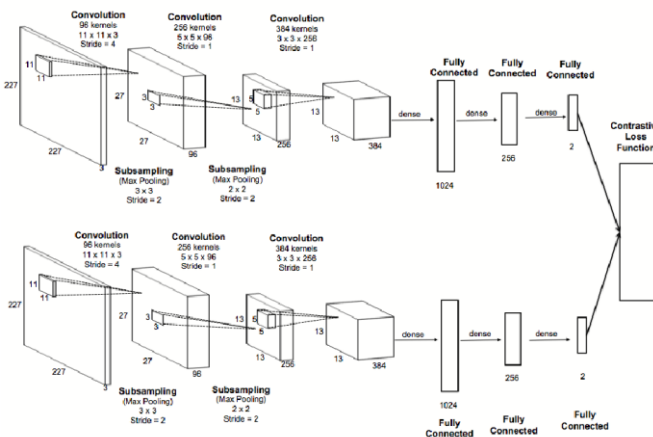 Convolution
96 kernels
11 x 11 x 3
Stride = 4
Convolution
256 kernels
5 x 5 x 96
Stride = 1
Convolution
384 kernels
3 x 3 x 256
Stride = 1
Fully
Connected
Fully
Connected
Fully
Connected
Contrastive
Loss
Function
227
11
11
227
3
27
3
3
27
96
13
5
5
13
256
13
13
384
dense
1024
dense
256
dense
2
Subsampling
(Max Pooling)
3 x 3
Stride = 2
Subsampling
(Max Pooling)
2 x 2
Stride = 2
Convolution
96 kernels
11 x 11 x 3
Stride = 4
Convolution
256 kernels
5 x 5 x 96
Stride = 1
Convolution
384 kernels
3 x 3 x 256
Stride = 1
227
11
11
227
3
27
3
3
27
96
13
5
5
13
256
13
13
384
dense
1024
dense
256
dense
2
Subsampling
(Max Pooling)
3 x 3
Stride = 2
Subsampling
(Max Pooling)
2 x 2
Stride = 2
Fully
Connected
Fully
Connected
Fully
Connected